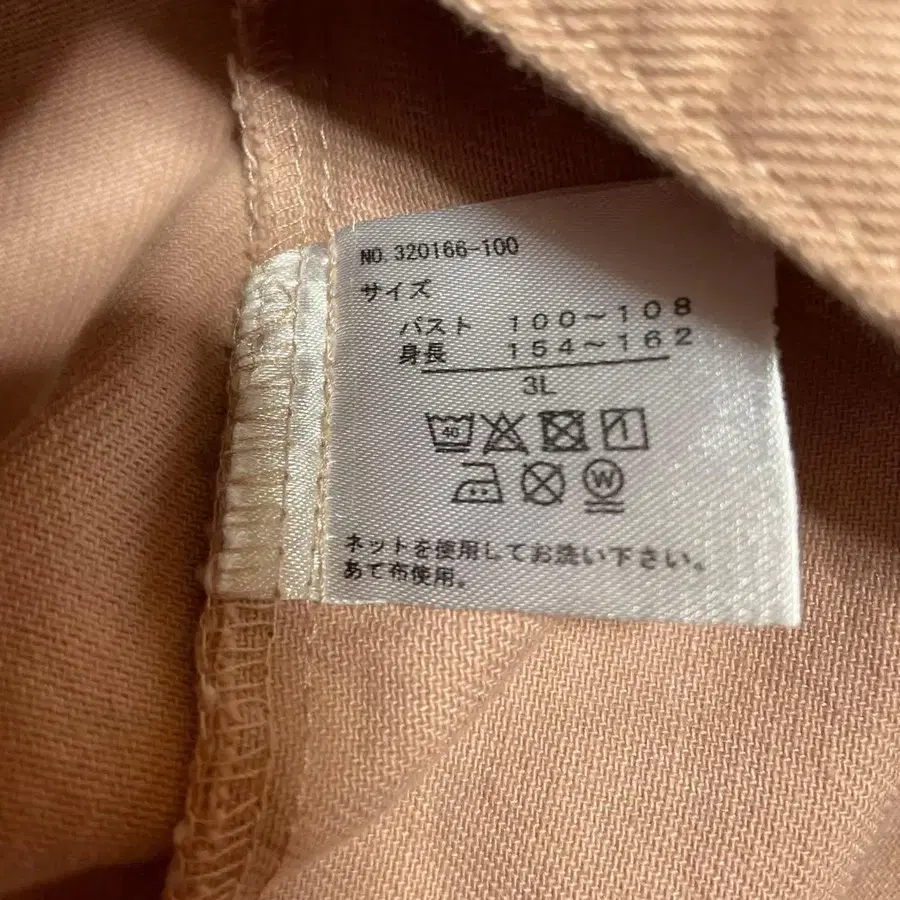 NO. 320166-100
サイズ
バスト 100～108
身長 154～162
3L
40
W
ネットを使用してお洗い下さい。
あて布使用。